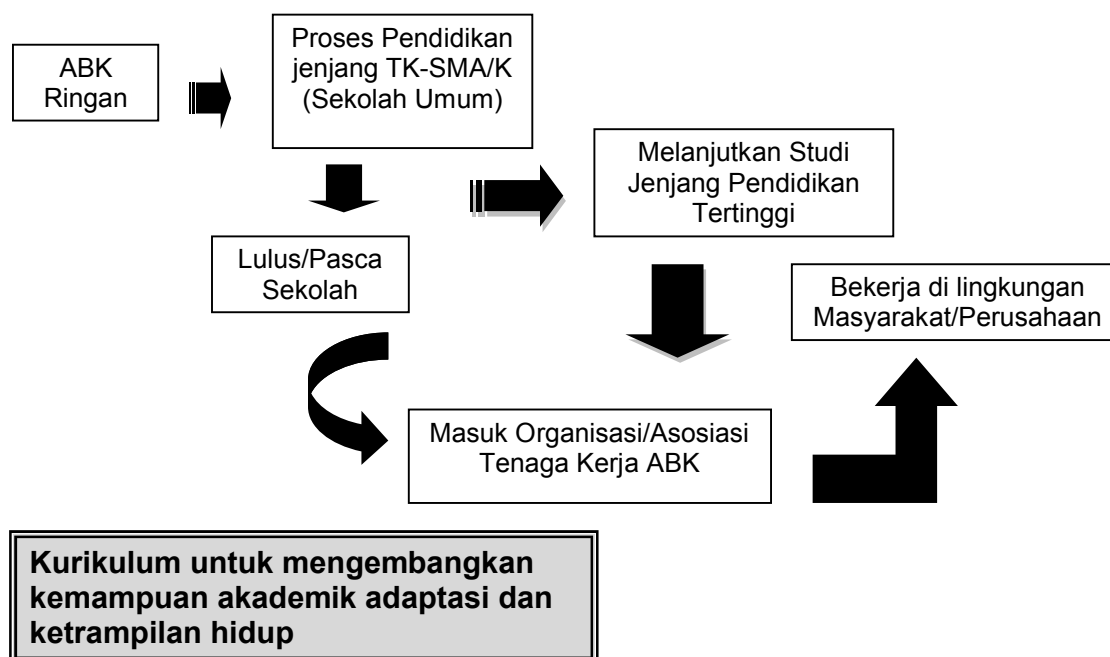 ABK
Ringan
Proses Pendidikan
jenjang TK-SMA/K
(Sekolah Umum)
Melanjutkan Studi
Jenjang Pendidikan
Tertinggi
Lulus/Pasca
Sekolah
Bekerja di lingkungan
Masyarakat/Perusahaan
Masuk Organisasi/Asosiasi
Tenaga Kerja ABK
Kurikulum untuk mengembangkan
kemampuan akademik adaptasi dan
ketrampilan hidup